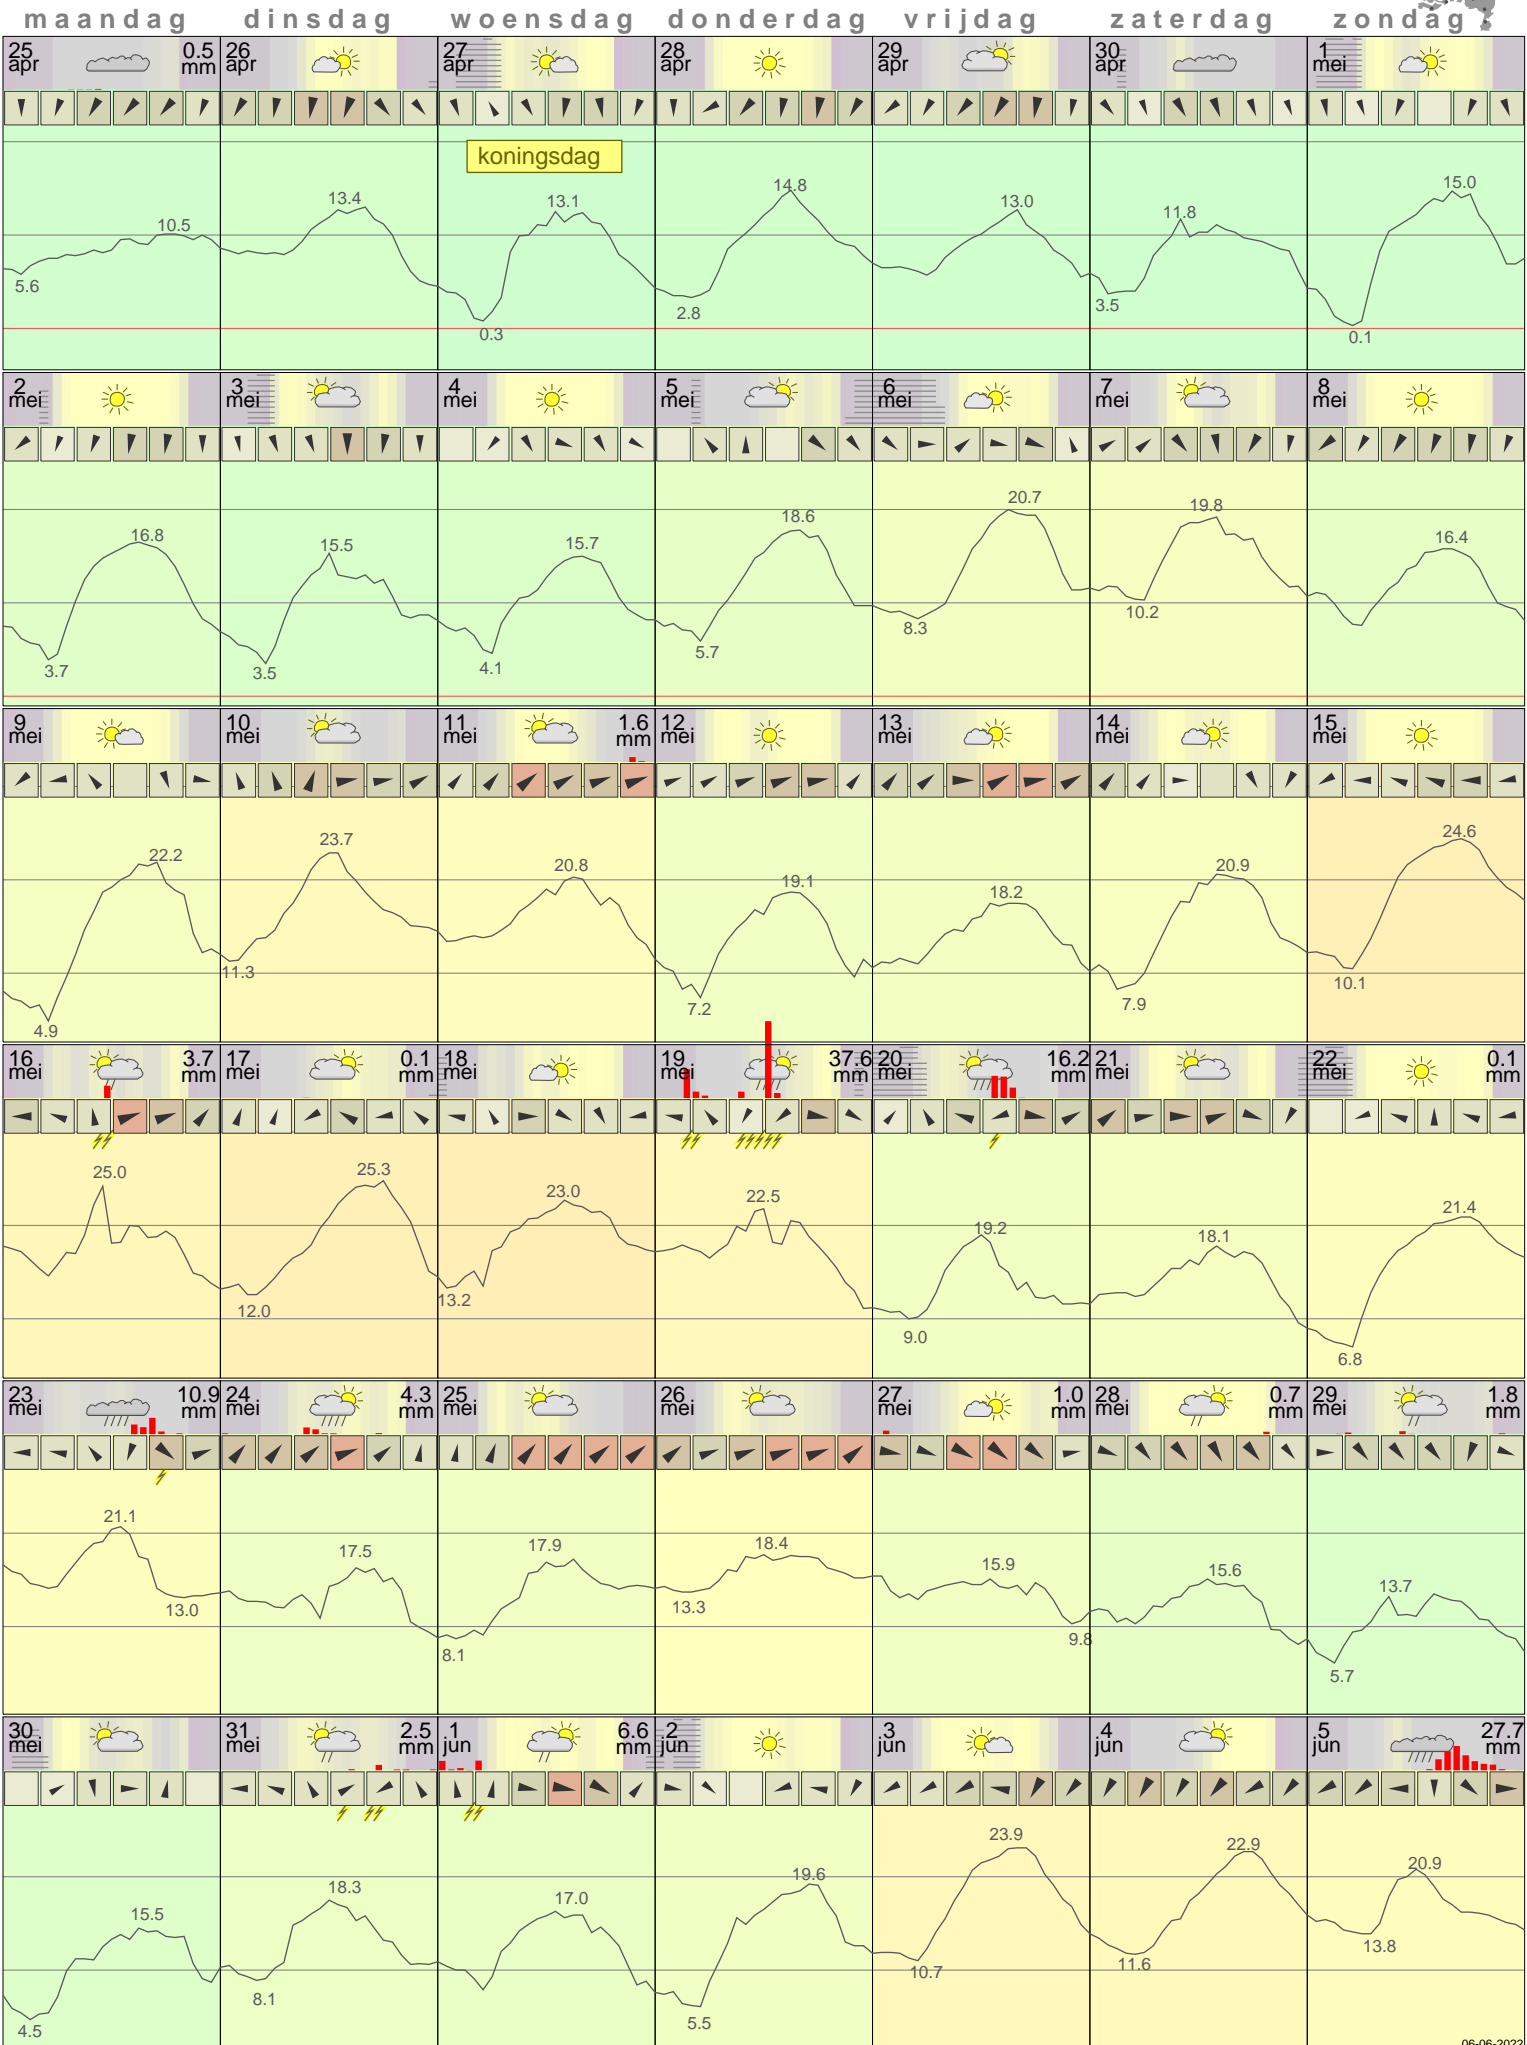 maandag dinsdag woensdag donderdag vrijdag zaterdag zondag
25 0.5 26 27 28 29 30 1
apr mm apr apr apr apr apr mei
koningsdag
10.5 13.4 13.1 14.8 13.0 11.8 15.0
5.6 0.3 2.8 3.5 0.1
2 3 4 5 6 7 8
mei mei mei mei mei mei mei
16.8 15.5 15.7 18.6 20.7 19.8 16.4
3.7 3.5 4.1 5.7 8.3 10.2
9 10 11 1.6 12 13 14 15
mei mei mei mm mei mei mei mei
22.2 23.7 20.8 19.1 18.2 20.9 24.6
4.9 11.3 7.2 7.9 10.1
16 3.7 17 0.1 18 19 37.6 20 16.2 21 22 0.1
mei mm mei mm mei mei mm mei mm mei mei mm
25.0 25.3 23.0 22.5 19.2 18.1 21.4
12.0 13.2 9.0 6.8
23 10.9 24 4.3 25 26 27 1.0 28 0.7 29 1.8
mei mm mei mm mei mei mei mm mei mm mei mm
21.1 17.5 17.9 18.4 15.9 15.6 13.7
13.0 8.1 13.3 9.8 5.7
30 31 2.5 1 6.6 2 3 4 5 27.7
mei mei mm jun mm jun jun jun jun mm
15.5 18.3 17.0 19.6 23.9 22.9 20.9
4.5 8.1 5.5 10.7 11.6 13.8
06-06-2022